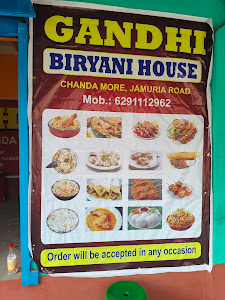 GANDHI
BIRYANI HOUSE
CHANDA MORE, JAMURIA ROAD
Mob.: 6291112962
Order will be accepted in any occasion